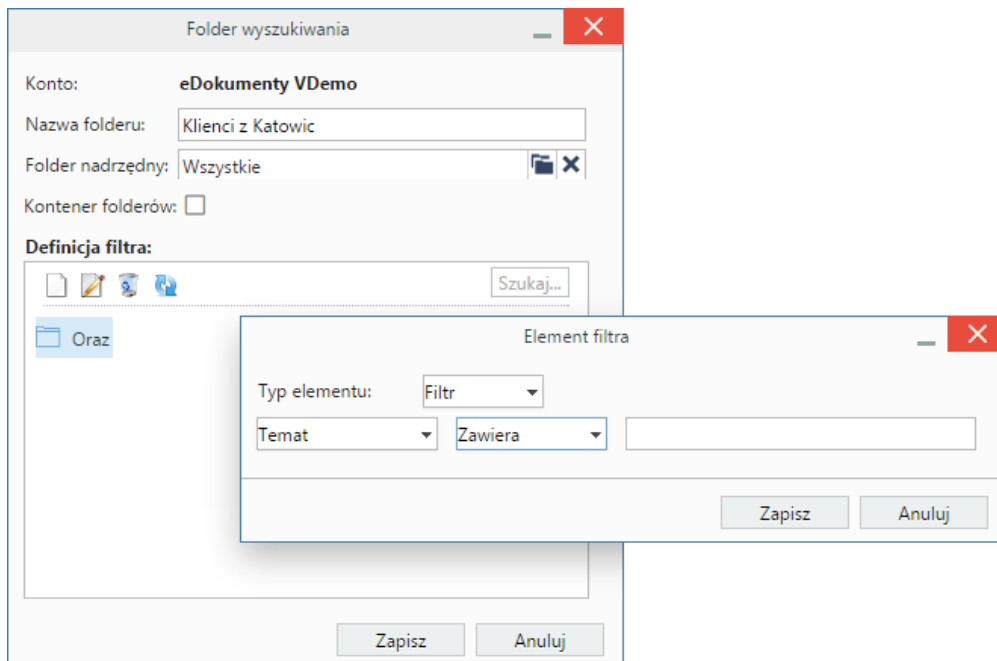 Folder wyszukiwania
Konto: eDokumenty VDemo
Nazwa folderu: Klienci z Katowic
Folder nadrzędny: Wszystkie
Kontener folderów:
Definicja filtra:
Szukaj...
Oraz
Element filtra
Typ elementu: Filtr
Temat Zawiera
Zapisz Anuluj
Zapisz Anuluj